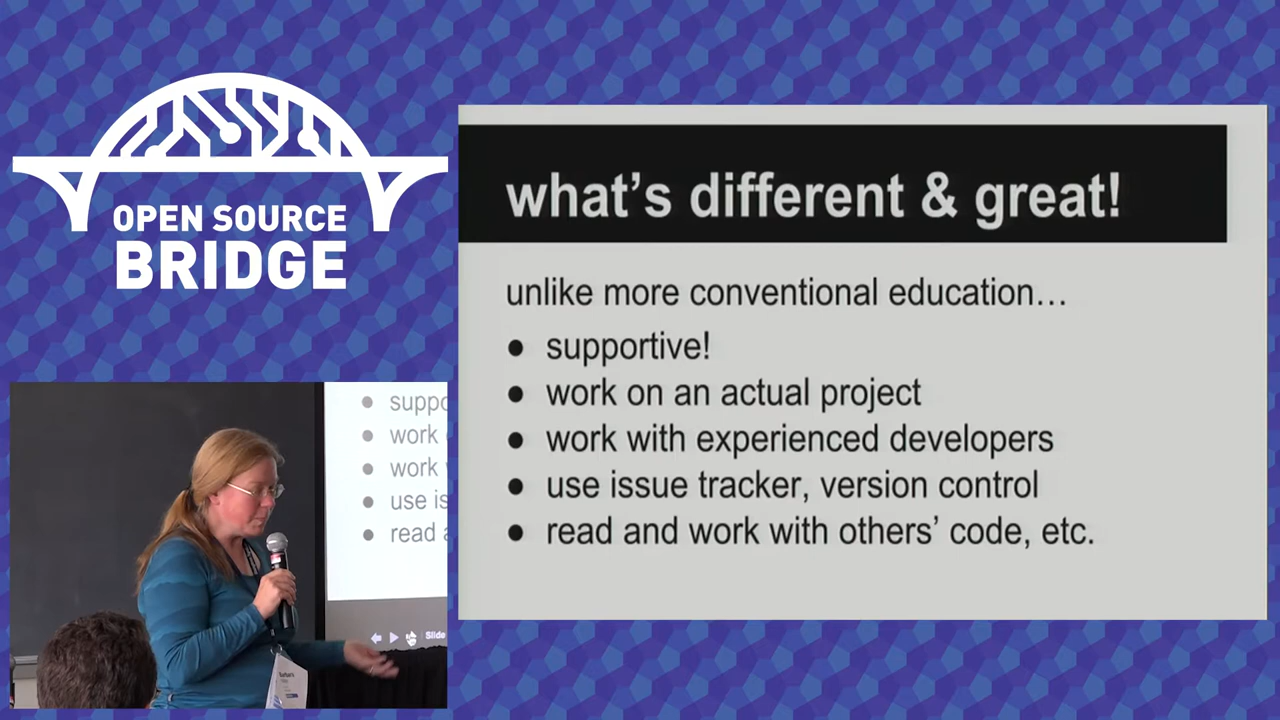 OPEN SOURCE
BRIDGE
what's different & great!
unlike more conventional education…
● supportive!
● work on an actual project
● work with experienced developers
● use issue tracker, version control
● read and work with others' code, etc.
● suppo
● work
● work
● use is
● read
Slide
Barbara